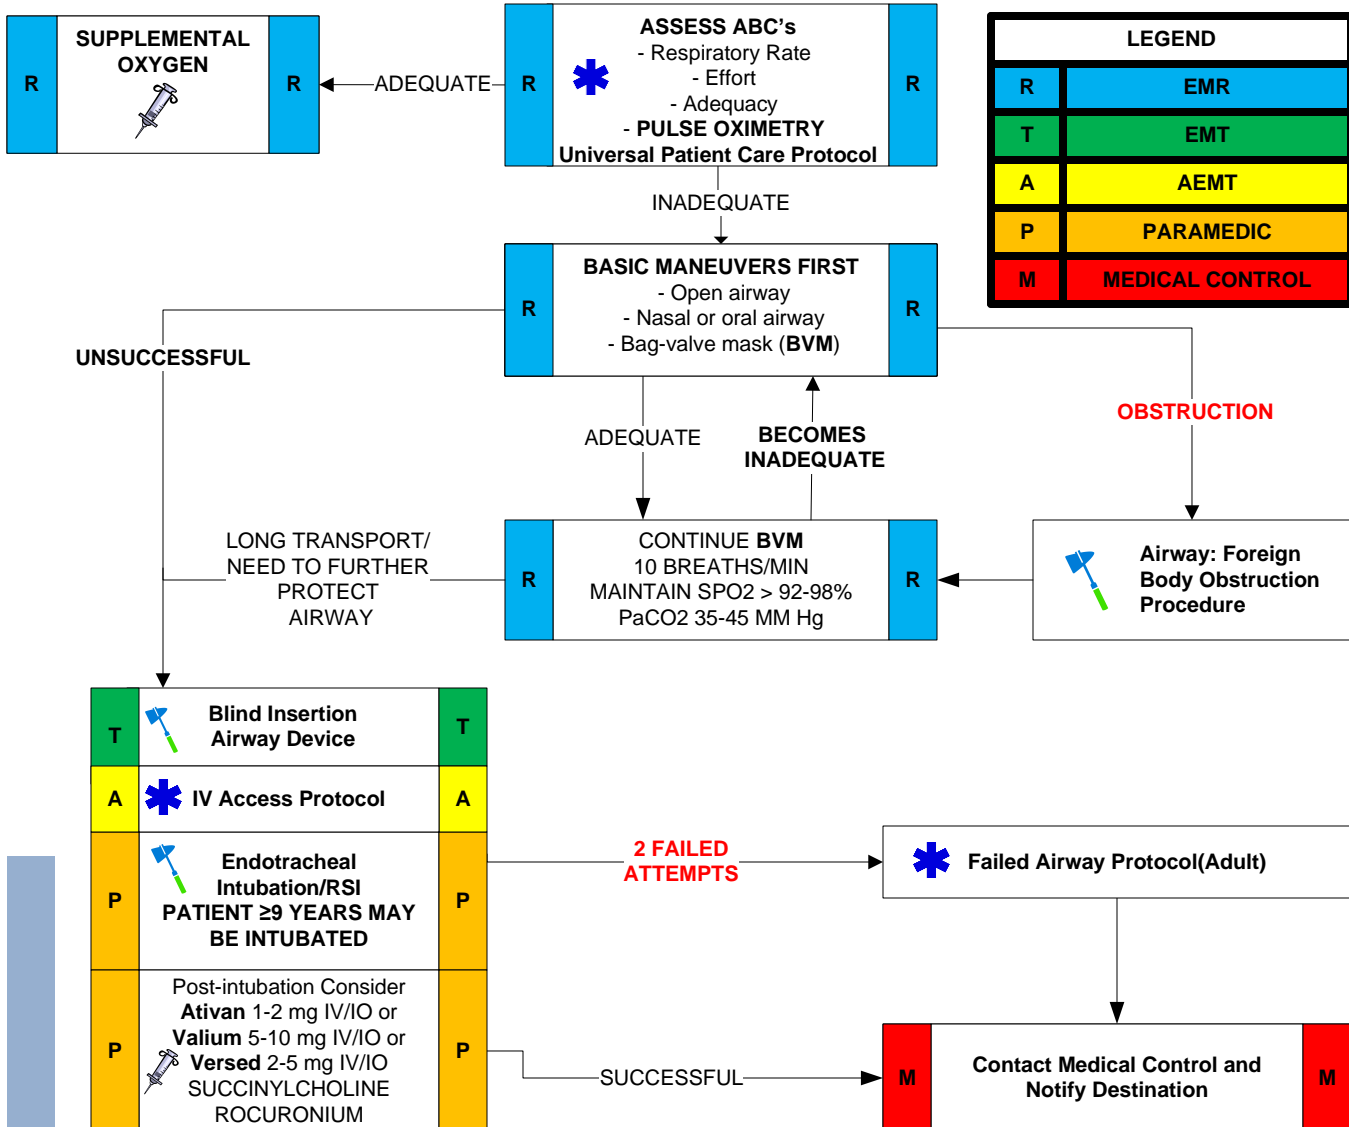 SUPPLEMENTAL
OXYGEN
R
R
ADEQUATE
ASSESS ABC's
- Respiratory Rate
- Effort
- Adequacy
- PULSE OXIMETRY
Universal Patient Care Protocol
R
R
LEGEND
R EMR
T EMT
A AEMT
P PARAMEDIC
M MEDICAL CONTROL
INADEQUATE
BASIC MANEUVERS FIRST
- Open airway
- Nasal or oral airway
- Bag-valve mask (BVM)
R
R
UNSUCCESSFUL
OBSTRUCTION
ADEQUATE
BECOMES
INADEQUATE
LONG TRANSPORT/
NEED TO FURTHER
PROTECT
AIRWAY
R
R
CONTINUE BVM
10 BREATHS/MIN
MAINTAIN SPO2 > 92-98%
PaCO2 35-45 MM Hg
Airway: Foreign
Body Obstruction
Procedure
T
T
Blind Insertion
Airway Device
A
A
IV Access Protocol
P
P
Endotracheal
Intubation/RSI
PATIENT ≥9 YEARS MAY
BE INTUBATED
2 FAILED
ATTEMPTS
Failed Airway Protocol(Adult)
P
P
Post-intubation Consider
Ativan 1-2 mg IV/IO or
Valium 5-10 mg IV/IO or
Versed 2-5 mg IV/IO
SUCCINYLCHOLINE
ROCURONIUM
SUCCESSFUL
M
M
Contact Medical Control and
Notify Destination